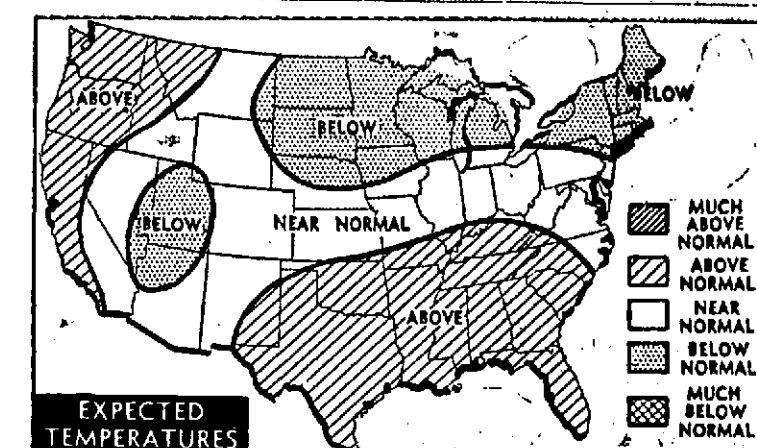 ABOVE
BELOW
BELOW
BELOW
NEAR NORMAL
ABOVE
MUCH
ABOVE
NORMAL
ABOVE
NORMAL
NEAR
NORMAL
BELOW
NORMAL
MUCH
BELOW
NORMAL
EXPECTED
TEMPERATURES